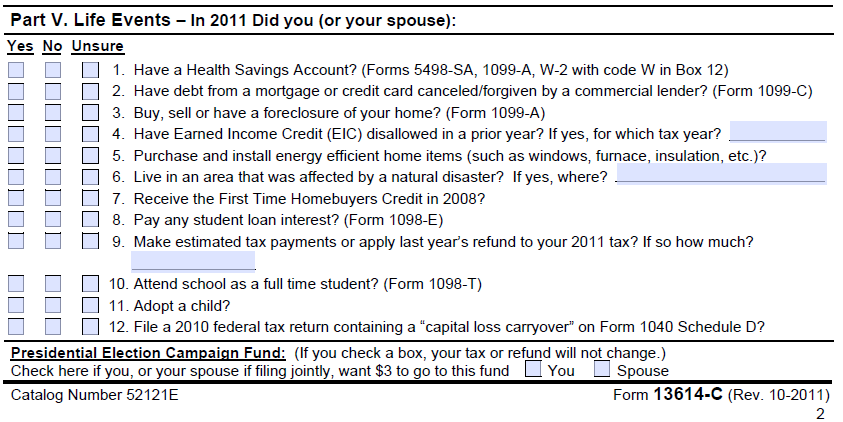 Part V. Life Events – In 2011 Did you (or your spouse):
Yes No Unsure
1. Have a Health Savings Account? (Forms 5498-SA, 1099-A, W-2 with code W in Box 12)
2. Have debt from a mortgage or credit card canceled/forgiven by a commercial lender? (Form 1099-C)
3. Buy, sell or have a foreclosure of your home? (Form 1099-A)
4. Have Earned Income Credit (EIC) disallowed in a prior year? If yes, for which tax year?
5. Purchase and install energy efficient home items (such as windows, furnace, insulation, etc.)?
6. Live in an area that was affected by a natural disaster? If yes, where?
7. Receive the First Time Homebuyers Credit in 2008?
8. Pay any student loan interest? (Form 1098-E)
9. Make estimated tax payments or apply last year's refund to your 2011 tax? If so how much?
10. Attend school as a full time student? (Form 1098-T)
11. Adopt a child?
12. File a 2010 federal tax return containing a “capital loss carryover” on Form 1040 Schedule D?
Presidential Election Campaign Fund: (If you check a box, your tax or refund will not change.)
Check here if you, or your spouse if filing jointly, want $3 to go to this fund You Spouse
Catalog Number 52121E Form 13614-C (Rev. 10-2011)
2